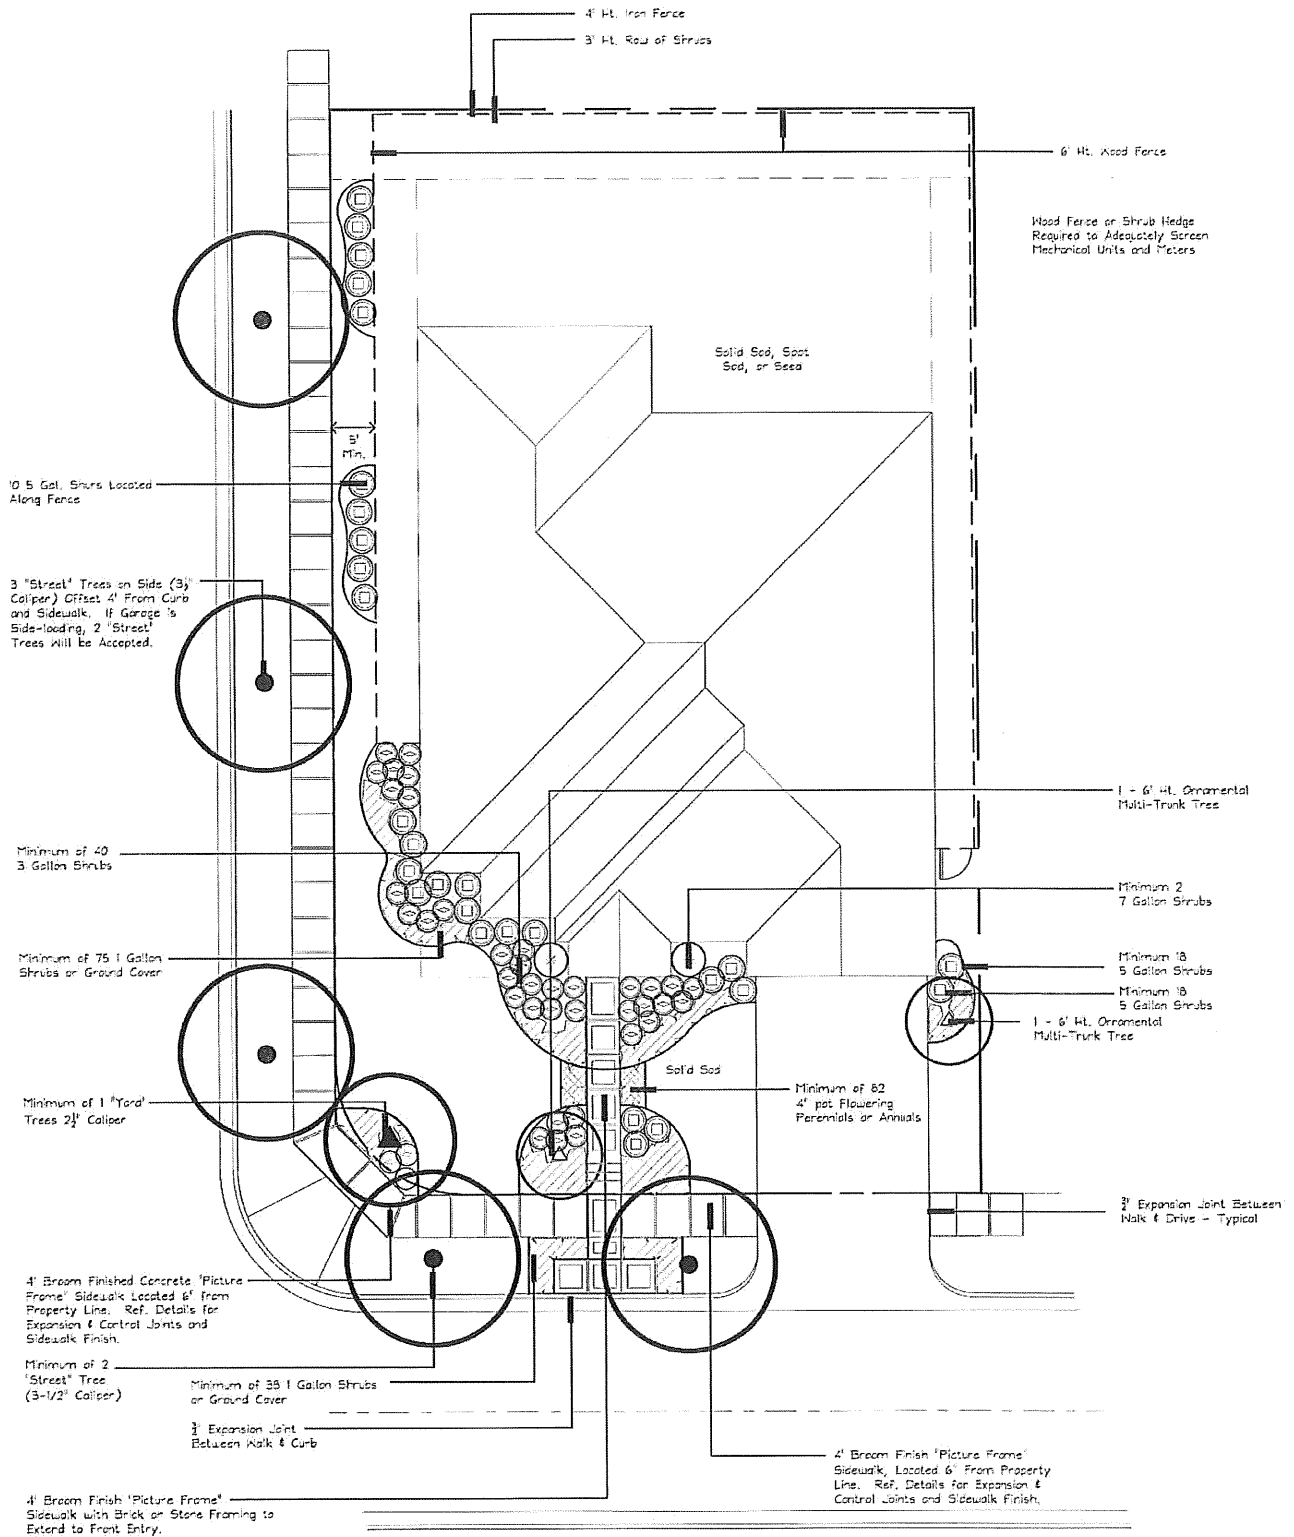 4' Ht. Iron Fence
3' Ht. Row of Shrubs
6' Ht. Wood Fence
Wood Fence or Shrub Hedge
Required to Adequately Screen
Mechanical Units and Meters
Solid Sod, Spot
Sod, or Seed
5'
Min.
10 5 Gal. Shurs Located
Along Fence
3 "Street" Trees on Side (3½"
Caliper) Offset 4' From Curb
and Sidewalk. If Garage is
Side-loading, 2 "Street"
Trees Will be Accepted.
1 - 6' Ht. Ornamental
Multi-Trunk Tree
Minimum of 40
3 Gallon Shrubs
Minimum 2
7 Gallon Shrubs
Minimum of 75 1 Gallon
Shrubs or Ground Cover
Minimum 18
5 Gallon Shrubs
Minimum 18
5 Gallon Shrubs
1 - 6' Ht. Ornamental
Multi-Trunk Tree
Solid Sod
Minimum of 82
4" pot Flowering
Perennials or Annuals
Minimum of 1 "Yard"
Trees 2½" Caliper
Expansion Joint Between
Walk & Drive - Typical
4' Broom Finished Concrete "Picture
Frame" Sidewalk Located 6" from
Property Line. Ref. Details for
Expansion & Control Joints and
Sidewalk Finish.
Minimum of 2
"Street" Tree
(3-1/2" Caliper)
Minimum of 1 Gallon Shrubs
or Ground Cover
Expansion Joint
Between Walk & Curb
4' Broom Finish "Picture Frame"
Sidewalk, Located 6" From Property
Line. Ref. Details for Expansion &
Control Joints and Sidewalk Finish.
4' Broom Finish "Picture Frame"
Sidewalk with Brick or Stone Framing to
Extend to Front Entry.